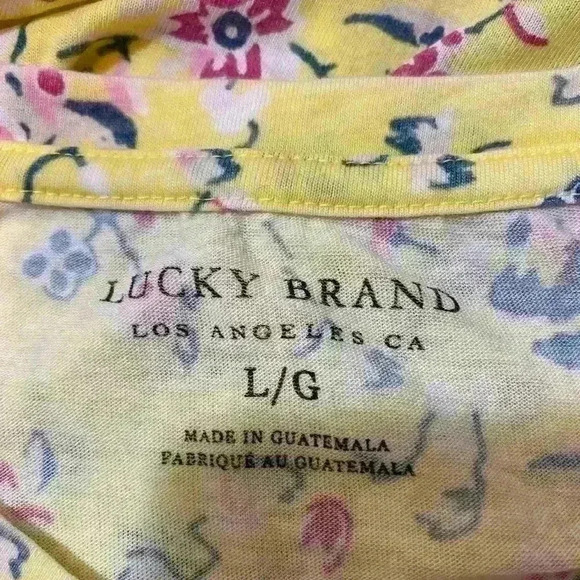 LUCKY BRAND
LOS ANGELES CA
L/G
MADE IN GUATEMALA
FABRIQUÉ AU GUATEMALA